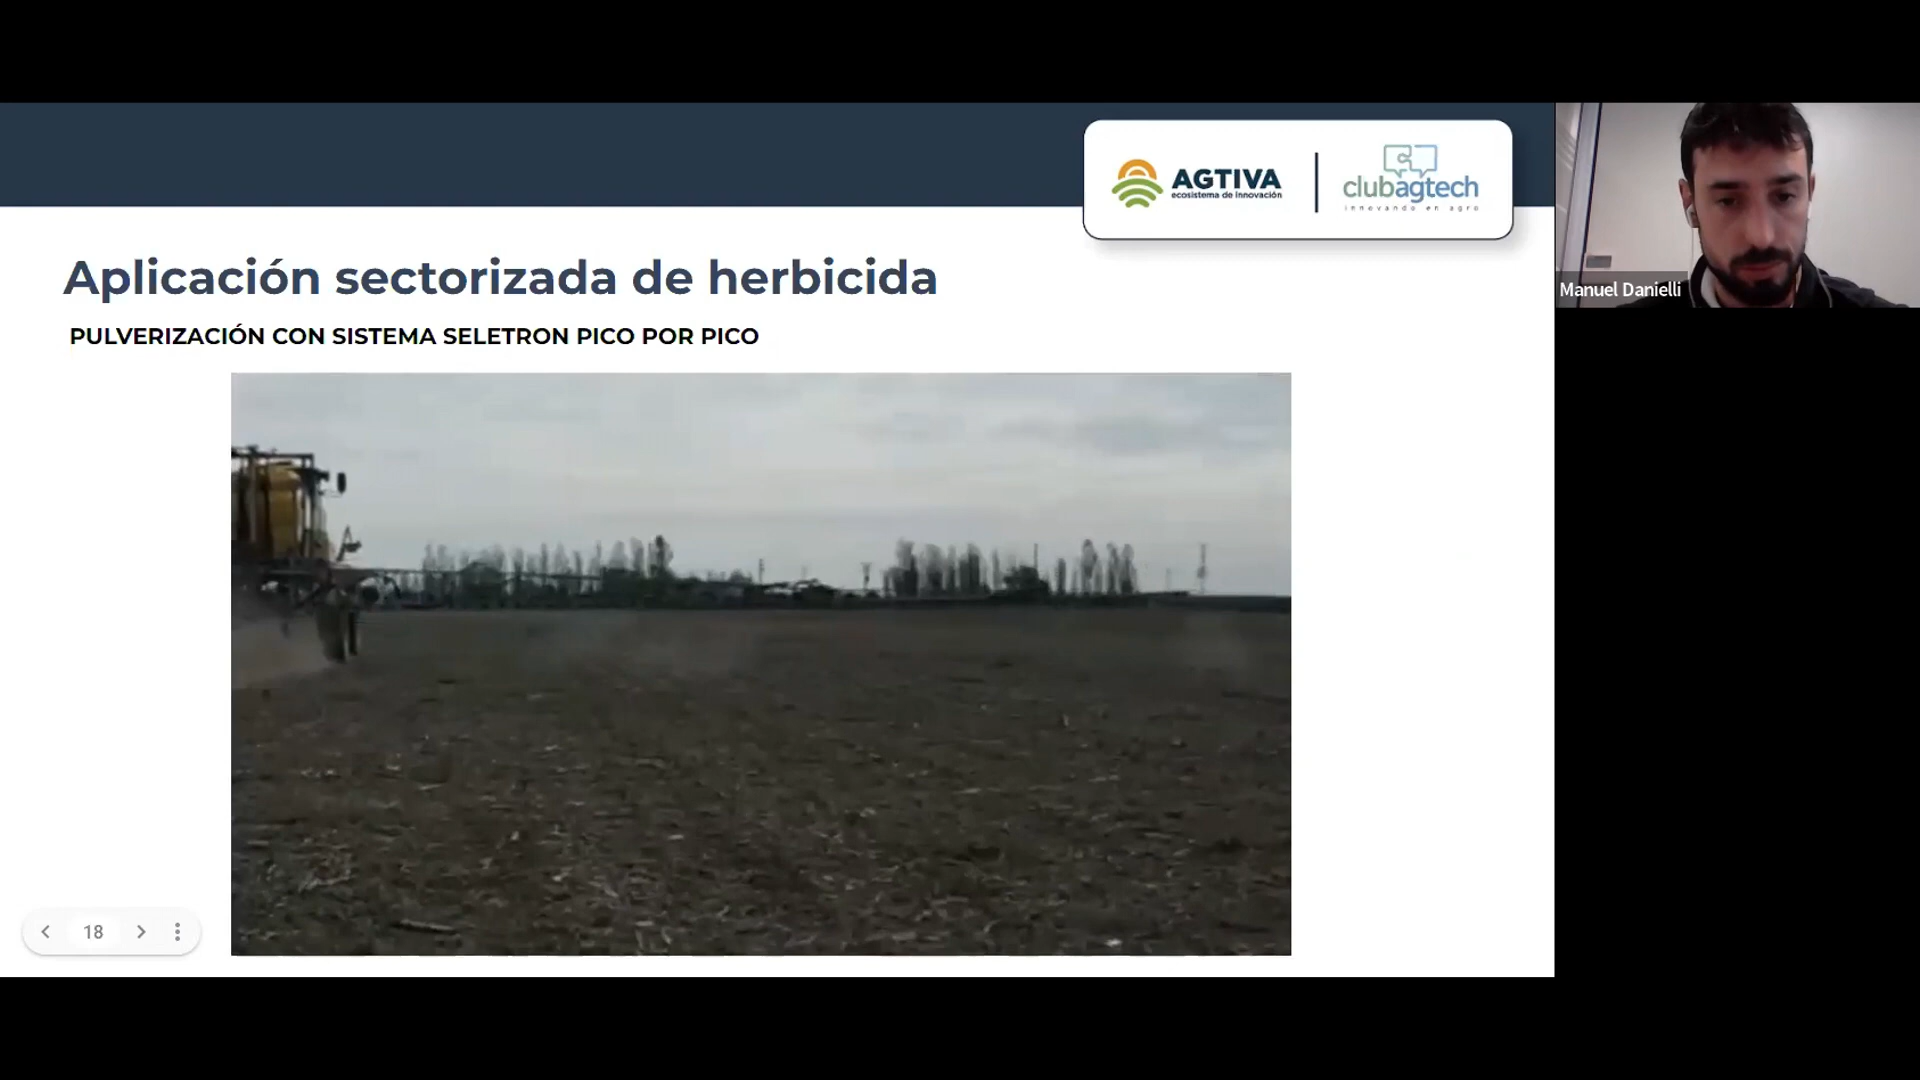 AGTIVA
ecosistema de innovación
clubagtech
innovando en agro
Manuel Danielli
Aplicación sectorizada de herbicida
PULVERIZACIÓN CON SISTEMA SELETRON PICO POR PICO
18